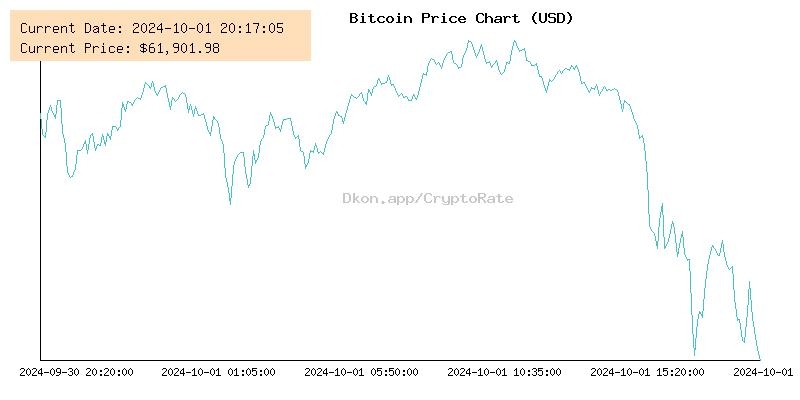 Bitcoin Price Chart (USD)
Current Date: 2024-10-01 20:17:05
Current Price: $61,901.98
Dkon.app/CryptoRate
2024-09-30 20:20:00 2024-10-01 01:05:00 2024-10-01 05:50:00 2024-10-01 10:35:00 2024-10-01 15:20:00 2024-10-01